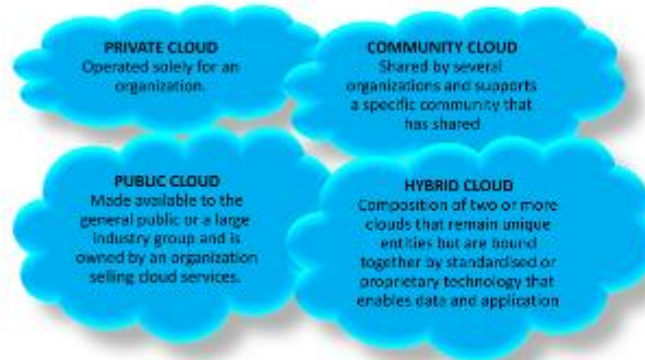 PRIVATE CLOUD
Operated solely for an
organization.
COMMUNITY CLOUD
Shared by several
organizations and supports
a specific community that
has shared
PUBLIC CLOUD
Made available to the
general public or a large
industry group and is
owned by an organization
selling cloud services.
HYBRID CLOUD
Composition of two or more
clouds that remain unique
entities but are bound
together by standardised or
proprietary technology that
enables data and application